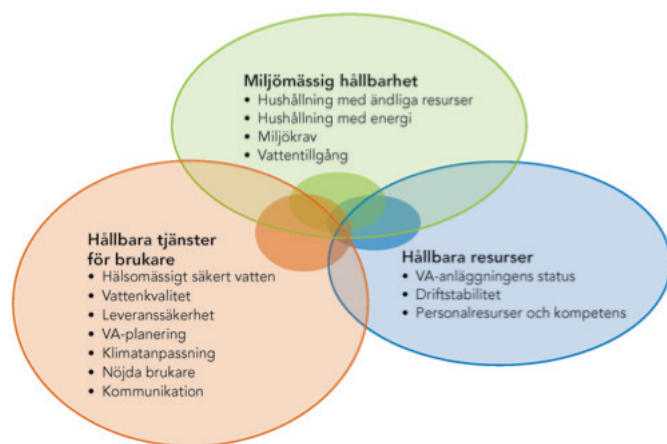 Miljömässig hållbarhet
• Hushållning med ändliga resurser
• Hushållning med energi
• Miljökrav
• Vattentillgång
Hållbara tjänster
för brukare
• Hälsomässigt säkert vatten
• Vattenkvalitet
• Leveranssäkerhet
• VA-planering
• Klimatanpassning
• Nöjda brukare
• Kommunikation
Hållbara resurser
• VA-anläggningens status
• Driftstabilitet
• Personalresurser och kompetens